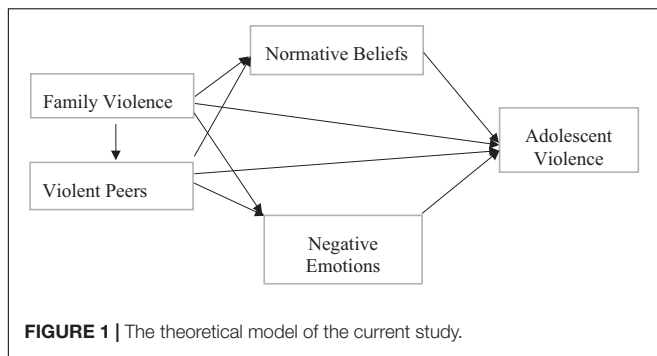 Normative Beliefs
Family Violence
Adolescent
Violence
Violent Peers
Negative
Emotions
FIGURE 1 | The theoretical model of the current study.